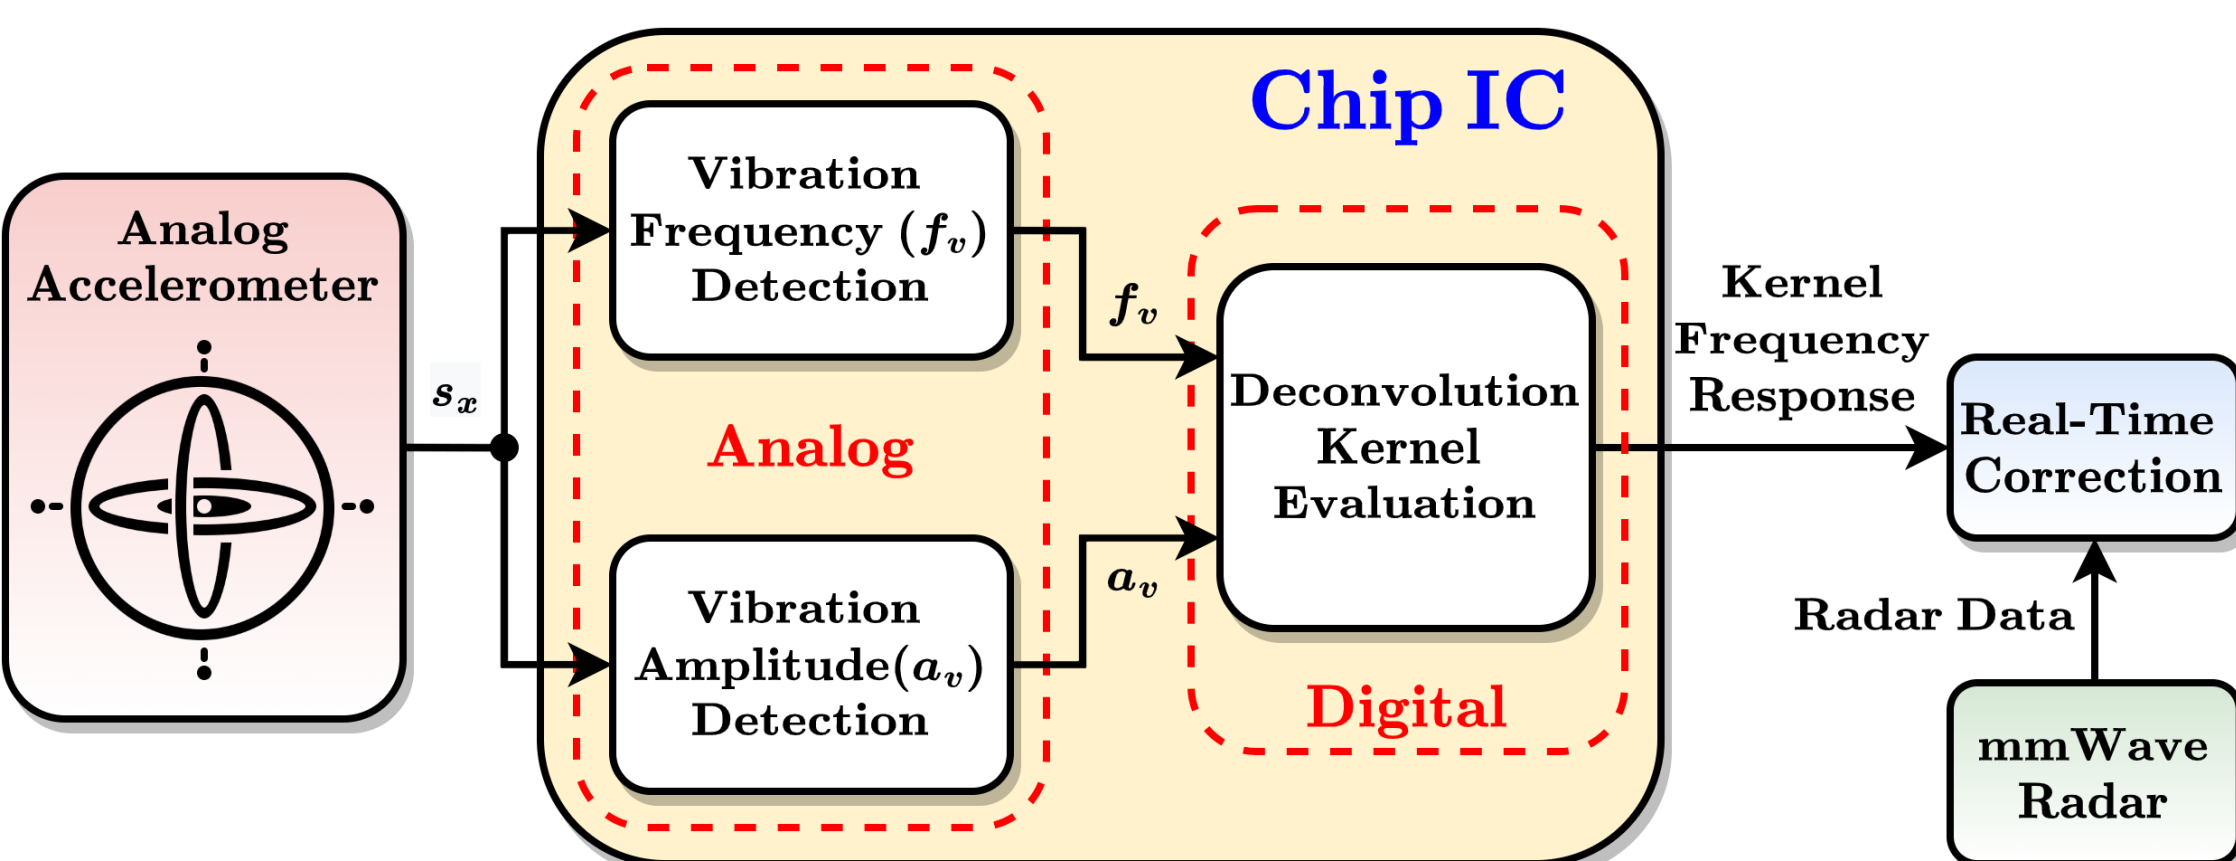 Analog
Accelerometer
s_x
Vibration
Frequency (f_v)
Detection
Analog
Vibration
Amplitude(a_v)
Detection
Chip IC
f_v
a_v
Deconvolution
Kernel
Evaluation
Digital
Kernel
Frequency
Response
Real-Time
Correction
Radar Data
mmWave
Radar